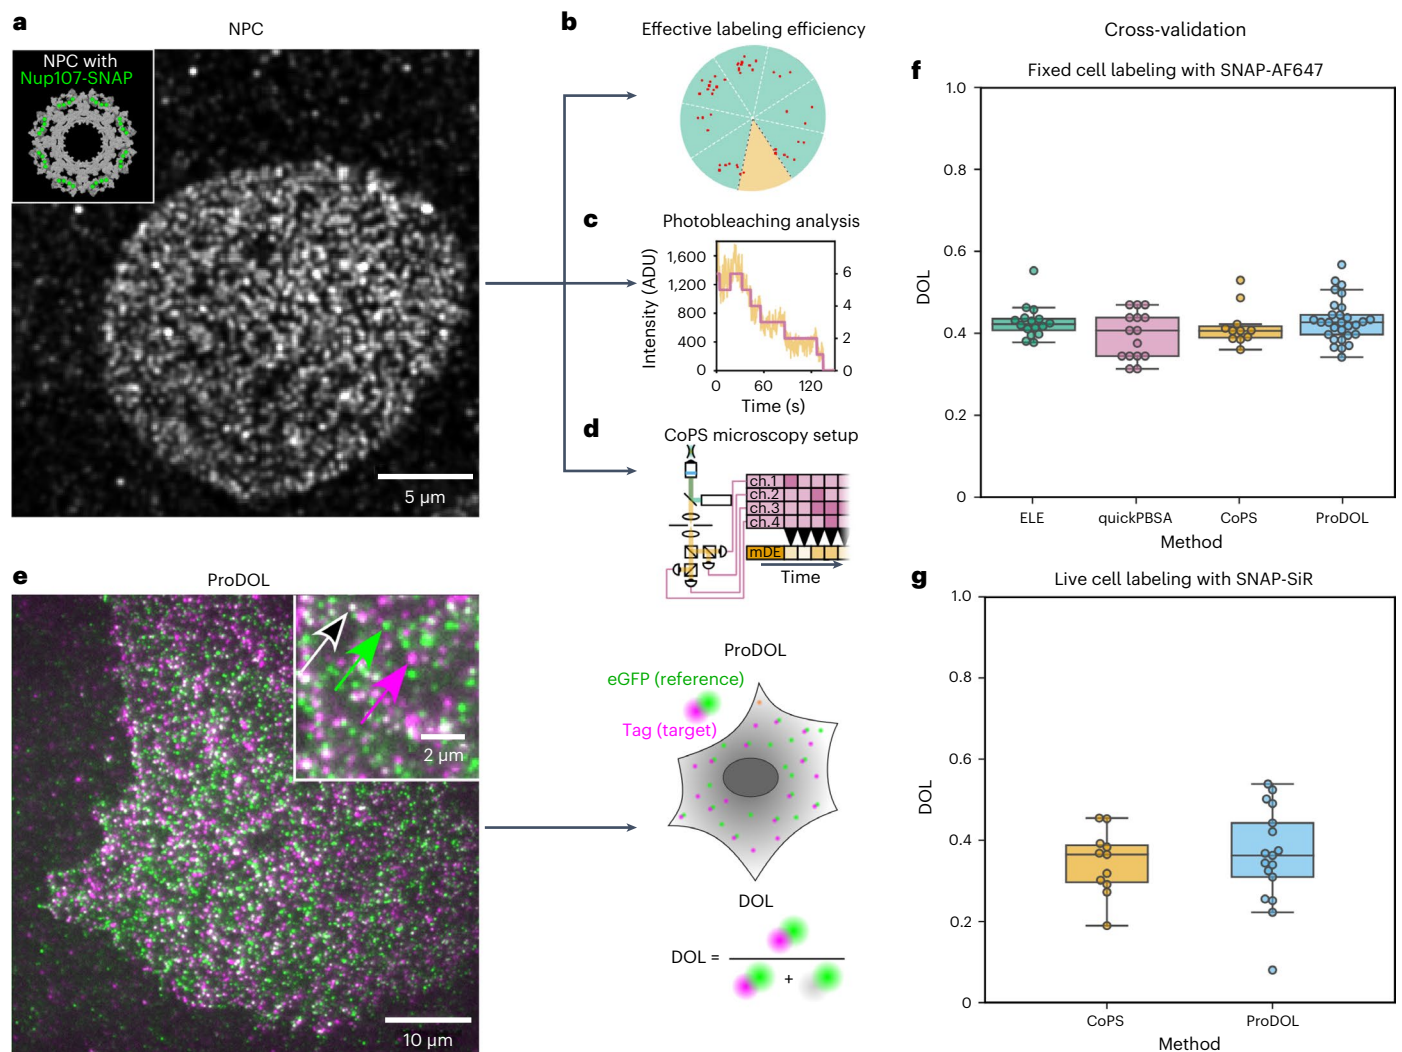 a
NPC
NPC with
Nup107-SNAP
5 µm
b
Effective labeling efficiency
c
Photobleaching analysis
Intensity (ADU)
1,600
1,200
800
400
0
6
4
2
0
0
60
120
Time (s)
d
CoPS microscopy setup
ch.1
ch.2
ch.3
ch.4
mDE
Time
e
ProDOL
2 µm
10 µm
ProDOL
eGFP (reference)
Tag (target)
DOL
DOL =
+
Cross-validation
f
Fixed cell labeling with SNAP-AF647
DOL
1.0
0.8
0.6
0.4
0.2
0
ELE
quickPBSA
CoPS
ProDOL
Method
g
Live cell labeling with SNAP-SiR
DOL
1.0
0.8
0.6
0.4
0.2
0
CoPS
ProDOL
Method